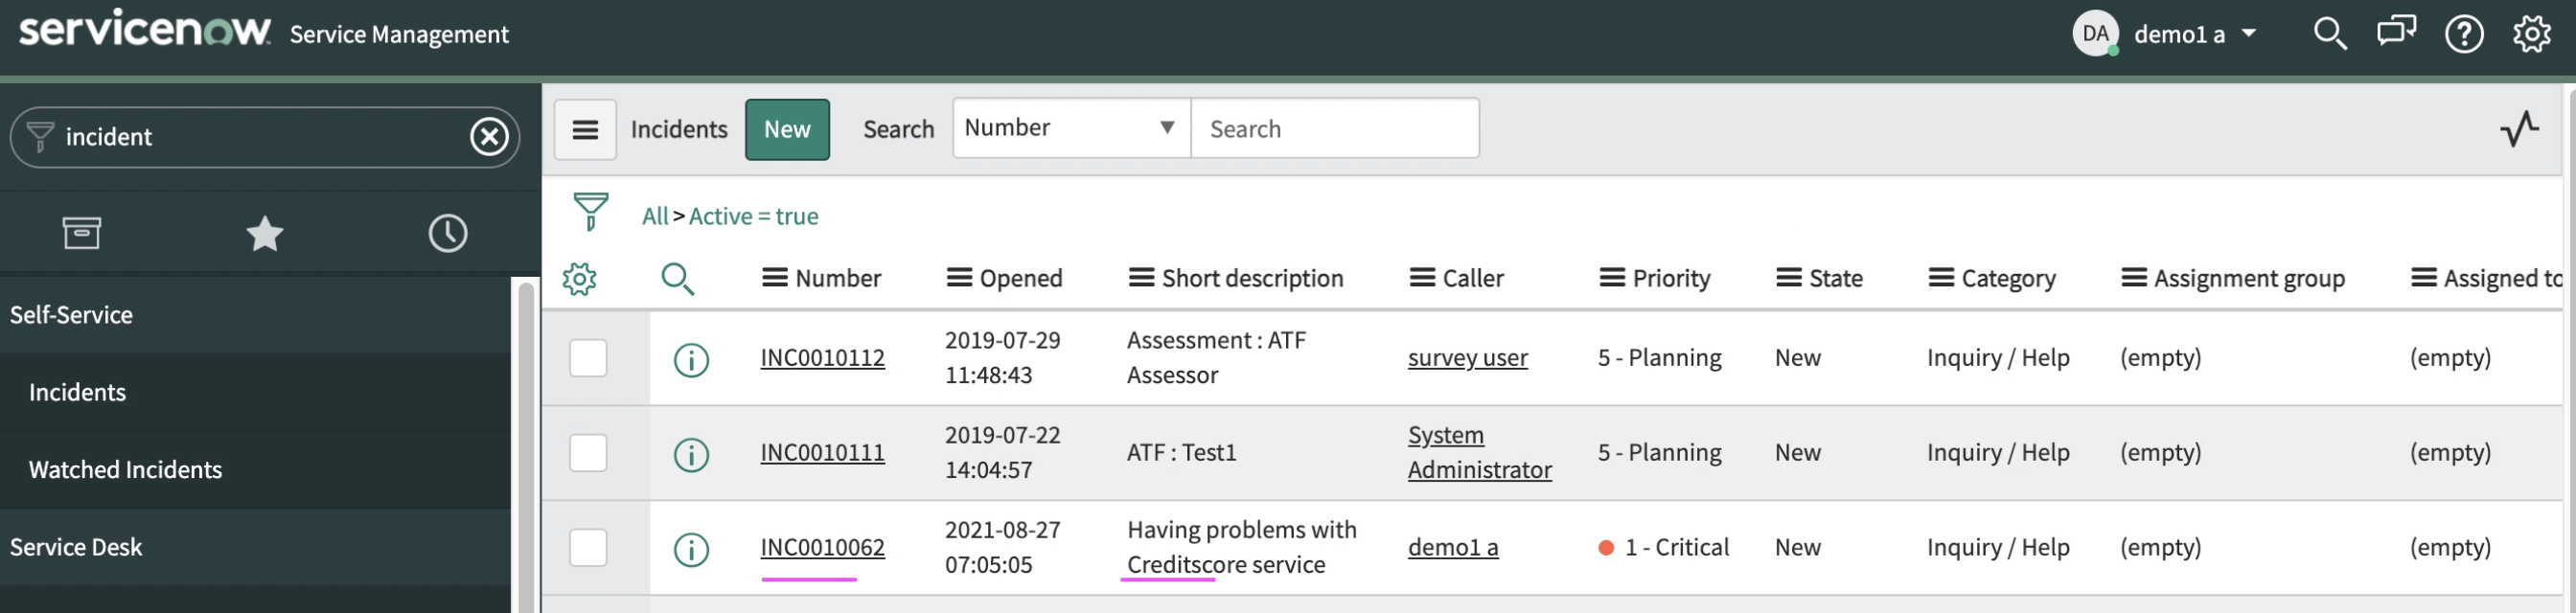 servicenow Service Management
DA demo1 a
incident
Incidents New Search Number Search
All > Active = true
Self-Service
Incidents
Watched Incidents
Service Desk
Number Opened Short description Caller Priority State Category Assignment group Assigned to
INC0010112 2019-07-29 11:48:43 Assessment : ATF Assessor survey user 5 - Planning New Inquiry / Help (empty) (empty)
INC0010111 2019-07-22 14:04:57 ATF : Test1 System Administrator 5 - Planning New Inquiry / Help (empty) (empty)
INC0010062 2021-08-27 07:05:05 Having problems with Creditscore service demo1 a 1 - Critical New Inquiry / Help (empty) (empty)